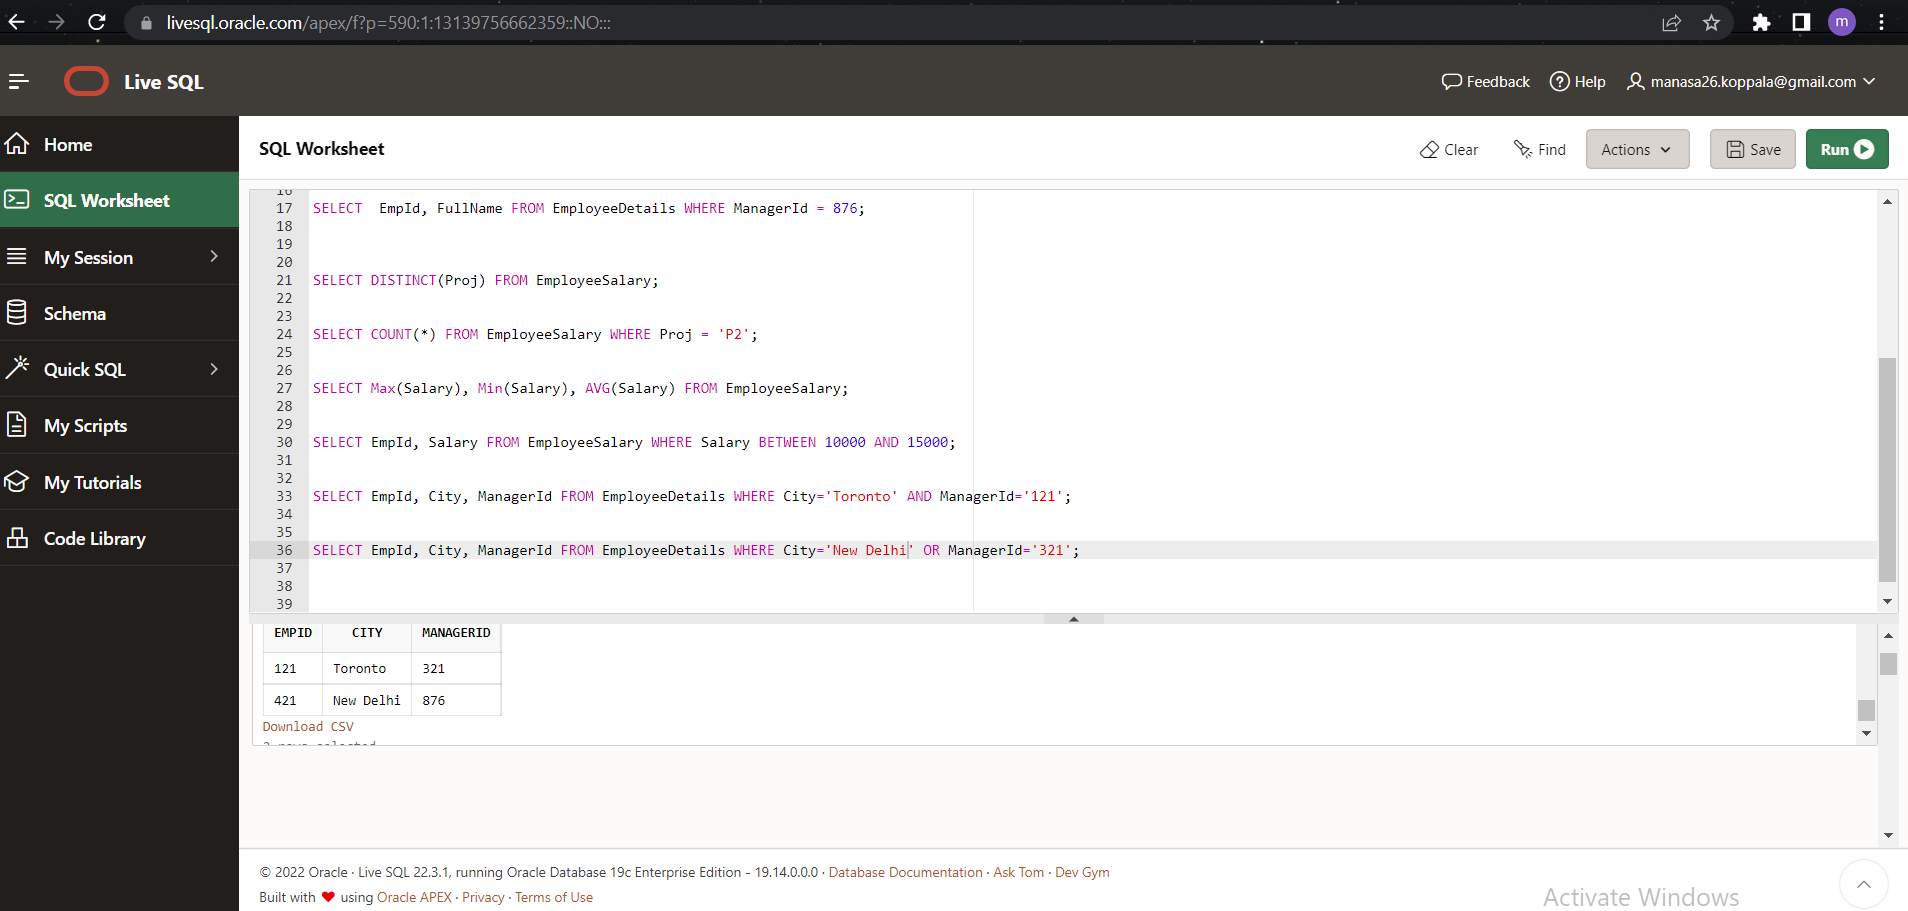 livesql.oracle.com/apex/f?p=590:1:13139756662359::NO:::
m
Live SQL
Feedback
Help
manasa26.koppala@gmail.com
Home
SQL Worksheet
My Session
Schema
Quick SQL
My Scripts
My Tutorials
Code Library
SQL Worksheet
Clear
Find
Actions
Save
Run
16
17 SELECT  EmpId, FullName FROM EmployeeDetails WHERE ManagerId = 876;
18
19
20
21 SELECT DISTINCT(Proj) FROM EmployeeSalary;
22
23
24 SELECT COUNT(*) FROM EmployeeSalary WHERE Proj = 'P2';
25
26
27 SELECT Max(Salary), Min(Salary), AVG(Salary) FROM EmployeeSalary;
28
29
30 SELECT EmpId, Salary FROM EmployeeSalary WHERE Salary BETWEEN 10000 AND 15000;
31
32
33 SELECT EmpId, City, ManagerId FROM EmployeeDetails WHERE City='Toronto' AND ManagerId='121';
34
35
36 SELECT EmpId, City, ManagerId FROM EmployeeDetails WHERE City='New Delhi' OR ManagerId='321';
37
38
39
EMPID CITY MANAGERID
121 Toronto 321
421 New Delhi 876
Download CSV
2 rows selected.
© 2022 Oracle · Live SQL 22.3.1, running Oracle Database 19c Enterprise Edition - 19.14.0.0.0 · Database Documentation · Ask Tom · Dev Gym
Built with ❤ using Oracle APEX · Privacy · Terms of Use
Activate Windows